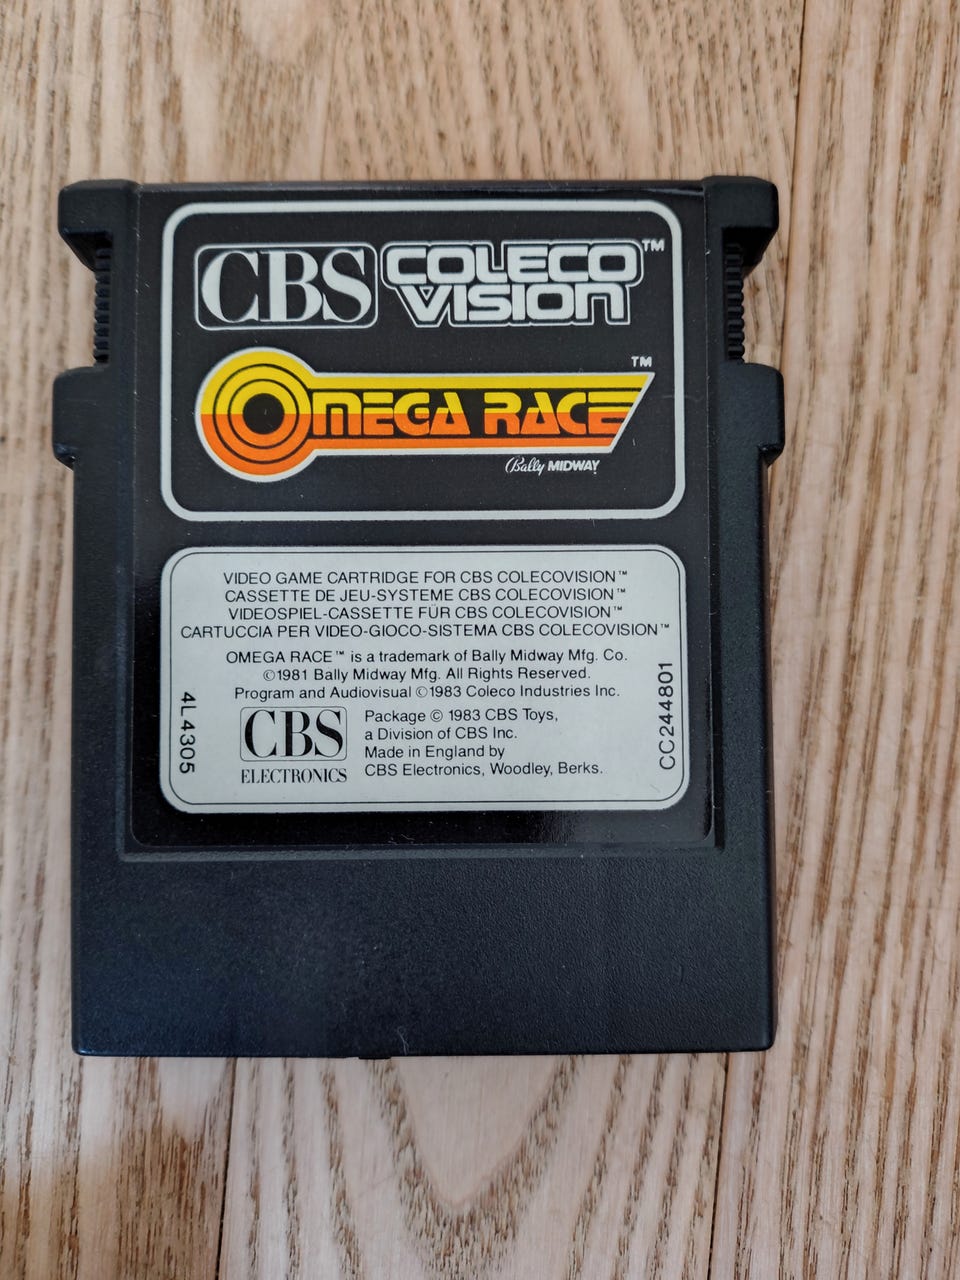 CBS COLECO VISION™
OMEGA RACE™
Bally MIDWAY
VIDEO GAME CARTRIDGE FOR CBS COLECOVISION™
CASSETTE DE JEU-SYSTEME CBS COLECOVISION™
VIDEOSPIEL-CASSETTE FÜR CBS COLECOVISION™
CARTUCCIA PER VIDEO-GIOCO-SISTEMA CBS COLECOVISION™
OMEGA RACE™ is a trademark of Bally Midway Mfg. Co.
©1981 Bally Midway Mfg. All Rights Reserved.
Program and Audiovisual ©1983 Coleco Industries Inc.
CBS
ELECTRONICS
Package © 1983 CBS Toys,
a Division of CBS Inc.
Made in England by
CBS Electronics, Woodley, Berks.
4L4305
CC244801